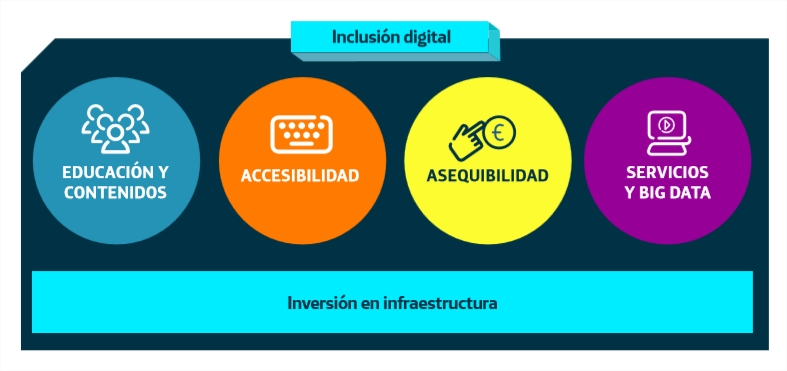 Inclusión digital
EDUCACIÓN Y
CONTENIDOS
ACCESIBILIDAD
€
ASEQUIBILIDAD
SERVICIOS
Y BIG DATA
Inversión en infraestructura